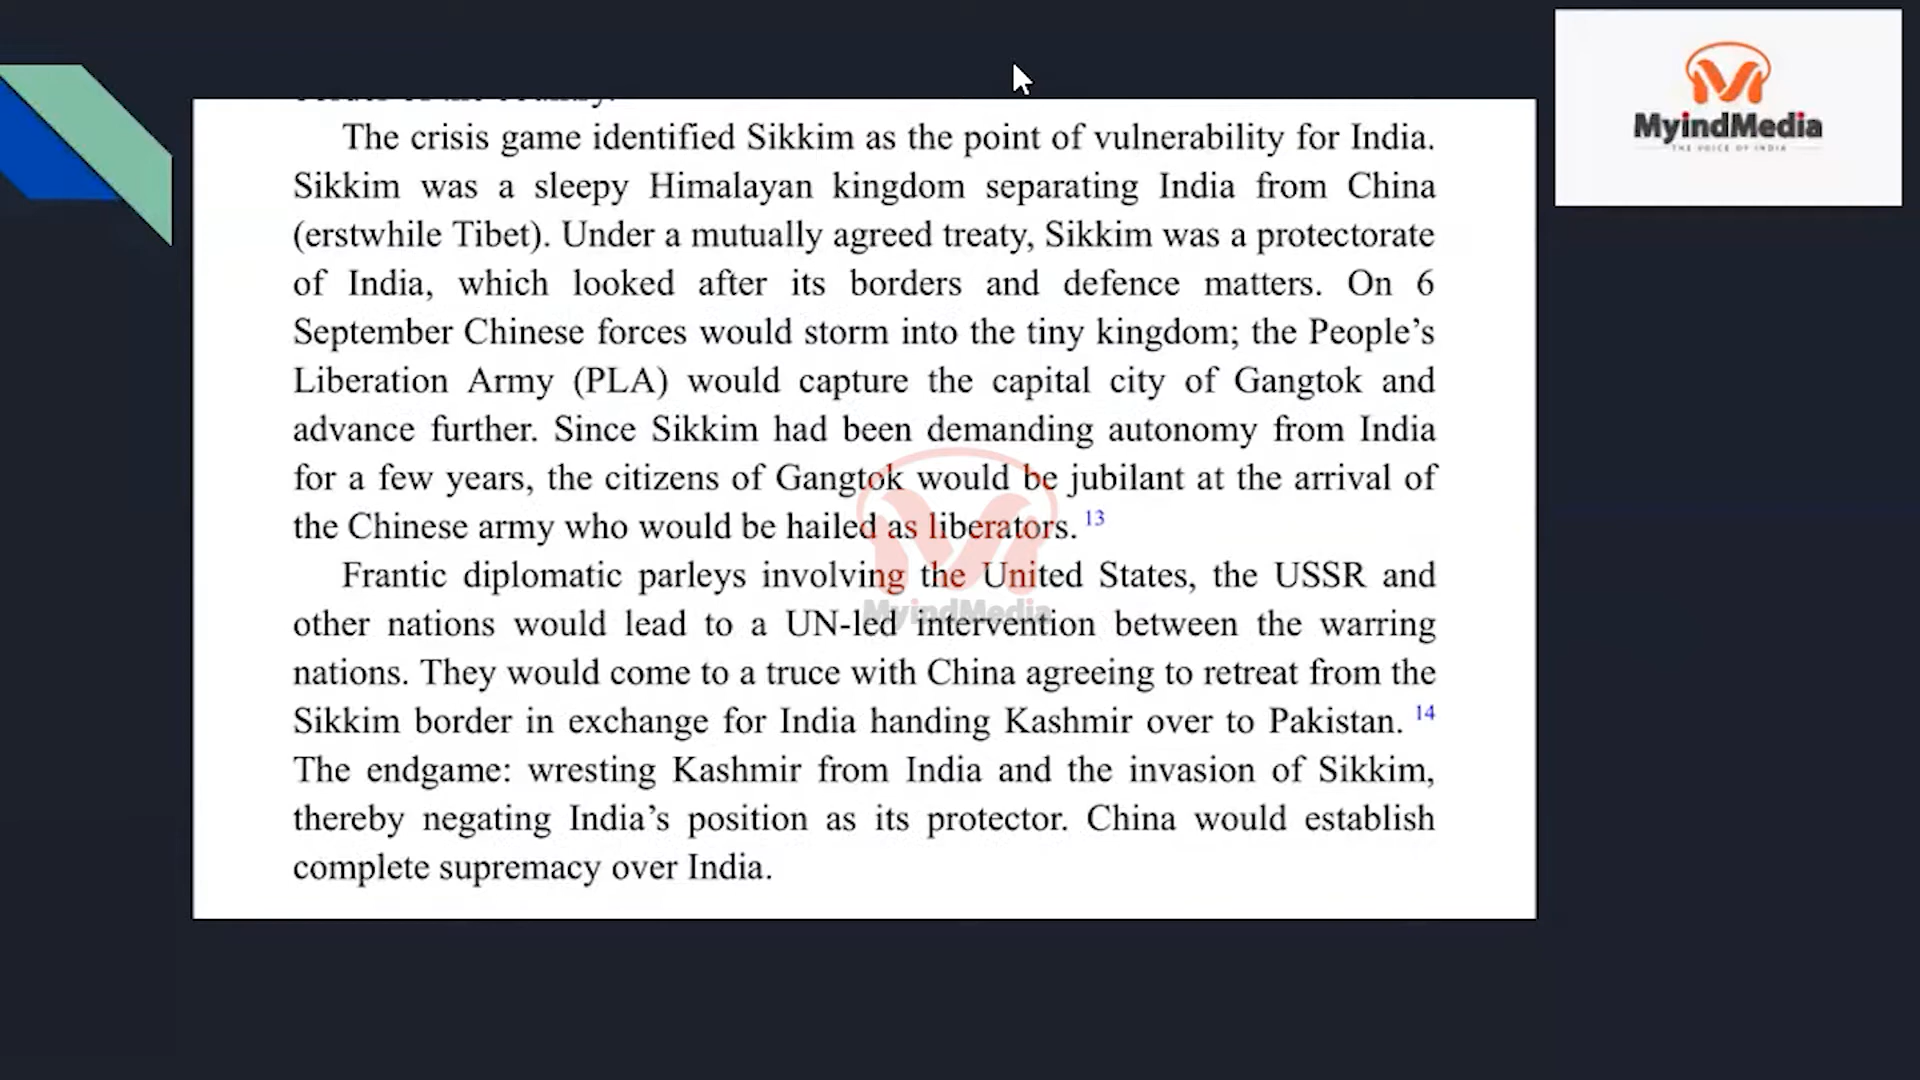 MyindMedia
THE VOICE OF INDIA
The crisis game identified Sikkim as the point of vulnerability for India.
Sikkim was a sleepy Himalayan kingdom separating India from China
(erstwhile Tibet). Under a mutually agreed treaty, Sikkim was a protectorate
of India, which looked after its borders and defence matters. On 6
September Chinese forces would storm into the tiny kingdom; the People’s
Liberation Army (PLA) would capture the capital city of Gangtok and
advance further. Since Sikkim had been demanding autonomy from India
for a few years, the citizens of Gangtok would be jubilant at the arrival of
the Chinese army who would be hailed as liberators. 13
Frantic diplomatic parleys involving the United States, the USSR and
MyindMedia
other nations would lead to a UN-led intervention between the warring
nations. They would come to a truce with China agreeing to retreat from the
Sikkim border in exchange for India handing Kashmir over to Pakistan. 14
The endgame: wresting Kashmir from India and the invasion of Sikkim,
thereby negating India’s position as its protector. China would establish
complete supremacy over India.